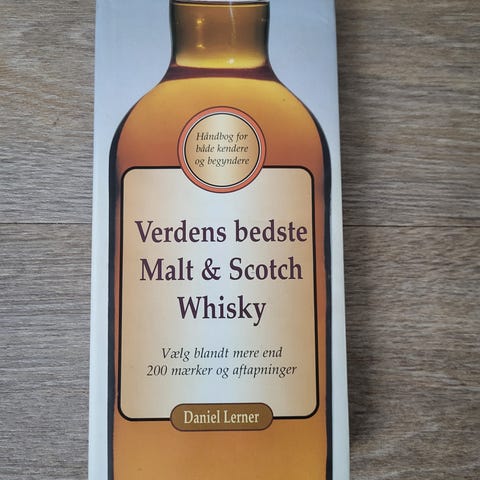 Håndbog for
både kendere
og begyndere
Verdens bedste
Malt & Scotch
Whisky
Vælg blandt mere end
200 mærker og aftapninger
Daniel Lerner